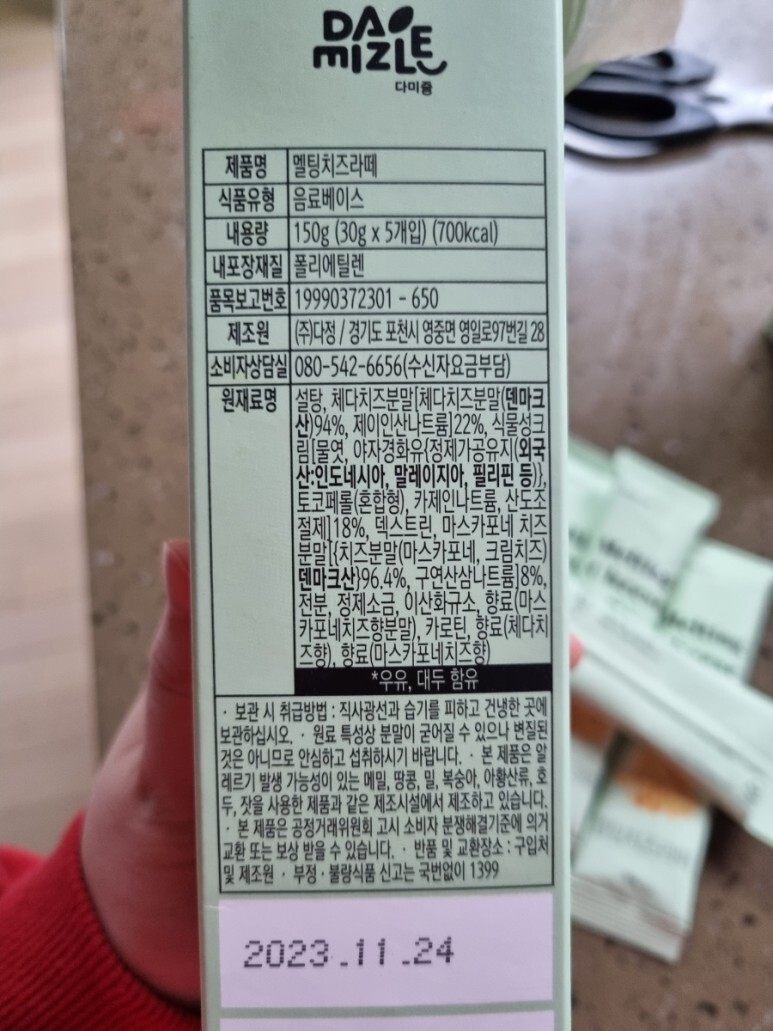 DA
MIZLE
다미즐
제품명 멜팅치즈라떼
식품유형 음료베이스
내용량 150g (30g x 5개입) (700kcal)
내포장재질 폴리에틸렌
품목보고번호 19990372301 - 650
제조원 (주)다정 / 경기도 포천시 영중면 영일로97번길 28
소비자상담실 080-542-6656(수신자요금부담)
원재료명 설탕, 체다치즈분말[체다치즈분말(덴마크
산)94%, 제이인산나트륨]22%, 식물성크
림[물엿, 야자경화유{정제가공유지(외국
산:인도네시아, 말레이지아, 필리핀 등)},
토코페롤(혼합형), 카제인나트륨, 산도조
절제]18%, 덱스트린, 마스카포네 치즈
분말[{치즈분말(마스카포네, 크림치즈)
덴마크산}96.4%, 구연산삼나트륨]8%,
전분, 정제소금, 이산화규소, 향료(마스
카포네치즈향분말), 카로틴, 향료(체다치
즈향), 향료(마스카포네치즈향)
*우유, 대두 함유
· 보관 시 취급방법 : 직사광선과 습기를 피하고 건냉한 곳에
보관하십시오. · 원료 특성상 분말이 굳어질 수 있으나 변질된
것은 아니므로 안심하고 섭취하시기 바랍니다. · 본 제품은 알
레르기 발생 가능성이 있는 메밀, 땅콩, 밀, 복숭아, 아황산류, 호
두, 잣을 사용한 제품과 같은 제조시설에서 제조하고 있습니다.
· 본 제품은 공정거래위원회 고시 소비자 분쟁해결기준에 의거
교환 또는 보상 받을 수 있습니다. · 반품 및 교환장소 : 구입처
및 제조원 · 부정·불량식품 신고는 국번없이 1399
2023.11.24